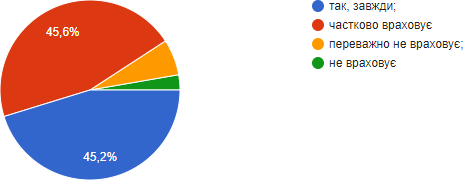 45,6%
45,2%
так, завжди;
частково враховує
переважно не враховує;
не враховує